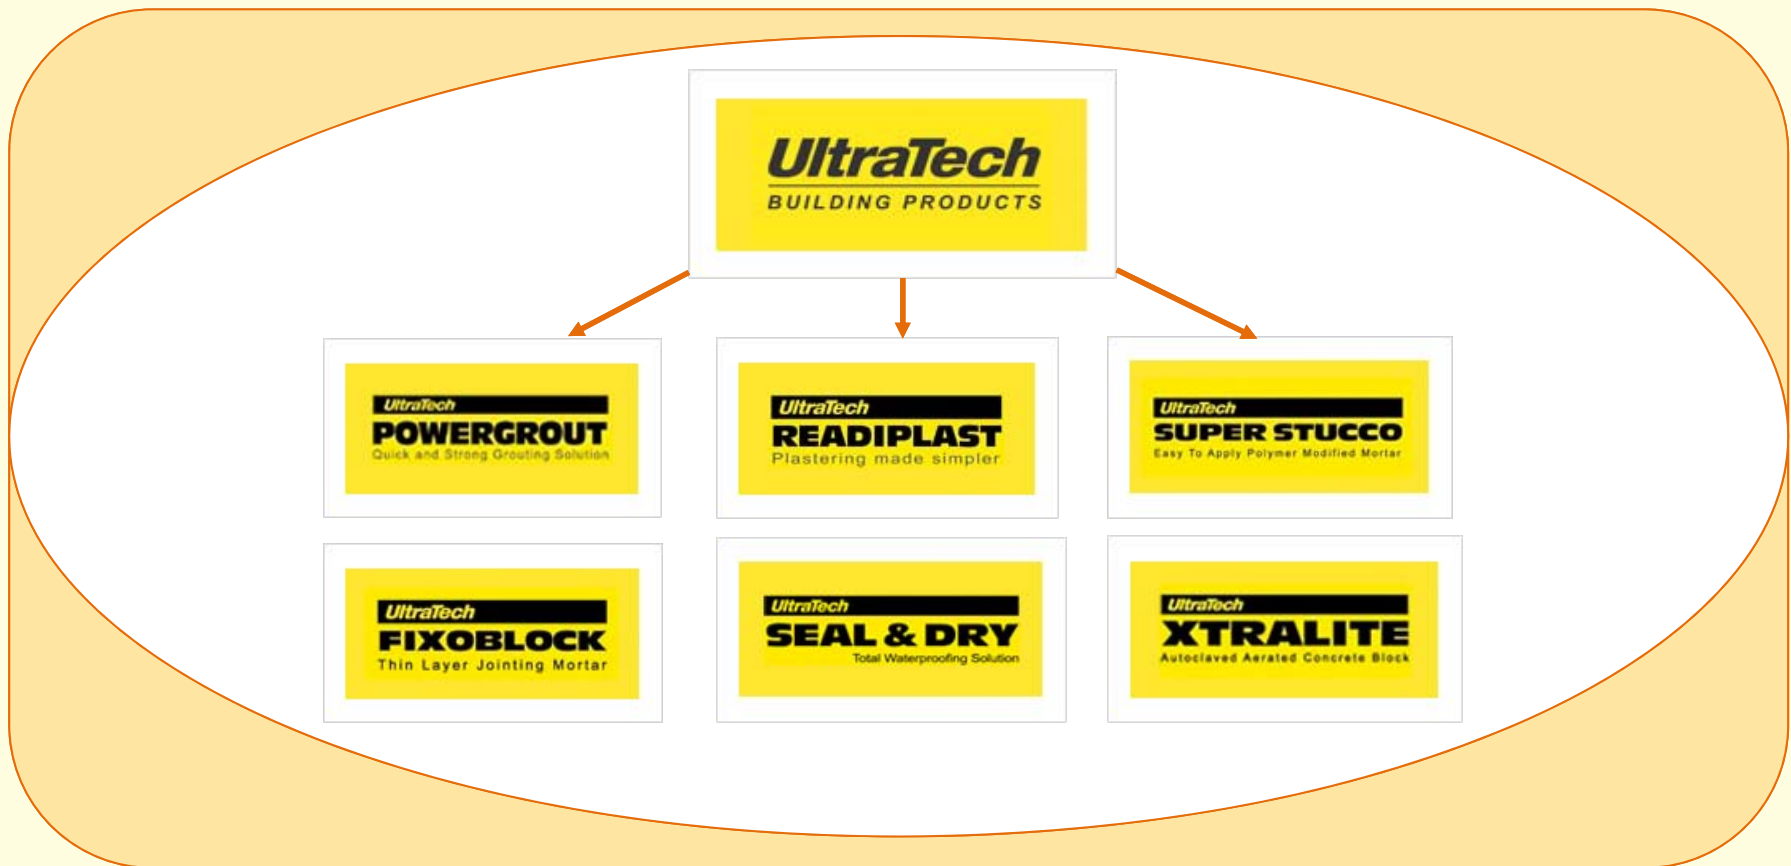 UltraTech
BUILDING PRODUCTS
UltraTech
POWERGROUT
Quick and Strong Grouting Solution
UltraTech
READIPLAST
Plastering made simpler
UltraTech
SUPER STUCCO
Easy To Apply Polymer Modified Mortar
UltraTech
FIXOBLOCK
Thin Layer Jointing Mortar
UltraTech
SEAL & DRY
Total Waterproofing Solution
UltraTech
XTRALITE
Autoclaved Aerated Concrete Block